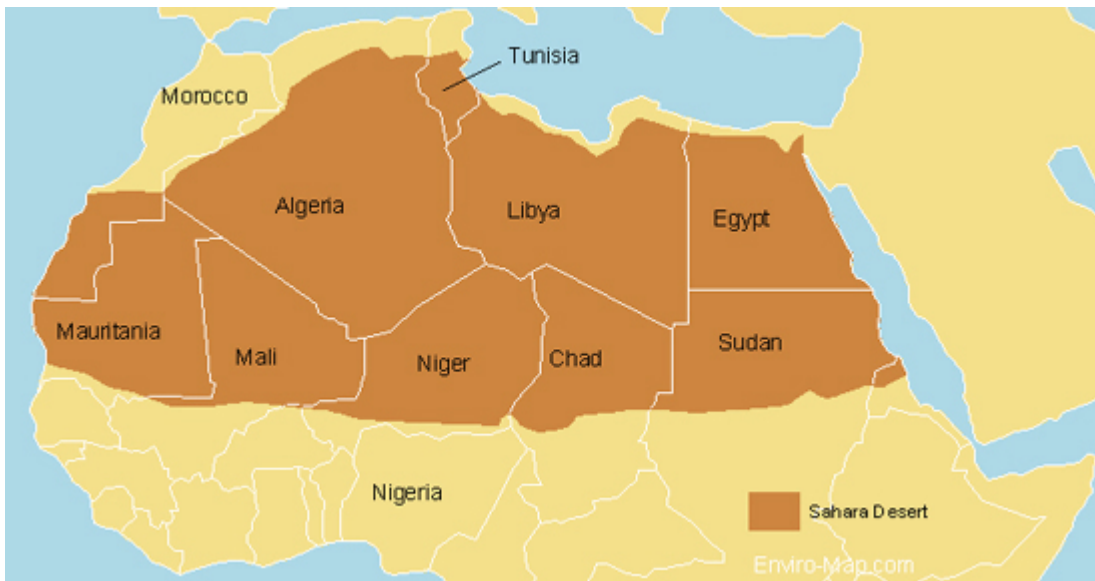 Tunisia
Morocco
Algeria
Libya
Egypt
Mauritania
Mali
Niger
Chad
Sudan
Nigeria
Sahara Desert
Enviro-Map.com